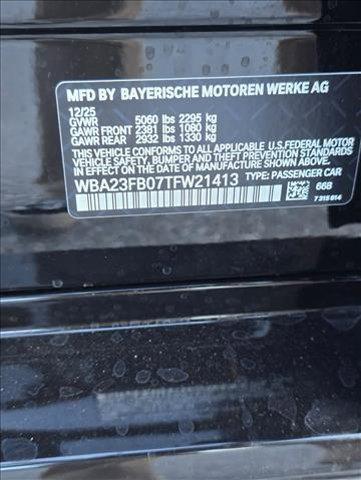 MFD BY BAYERISCHE MOTOREN WERKE AG
12/25
GVWR 5060 lbs 2295 kg
GAWR FRONT 2381 lbs 1080 kg
GAWR REAR 2932 lbs 1330 kg
THIS VEHICLE CONFORMS TO ALL APPLICABLE U.S.FEDERAL MOTOR
VEHICLE SAFETY, BUMPER, AND THEFT PREVENTION STANDARDS
IN EFFECT ON THE DATE OF MANUFACTURE SHOWN ABOVE.
WBA23FB07TFW21413 TYPE: PASSENGER CAR
668
7 315 014